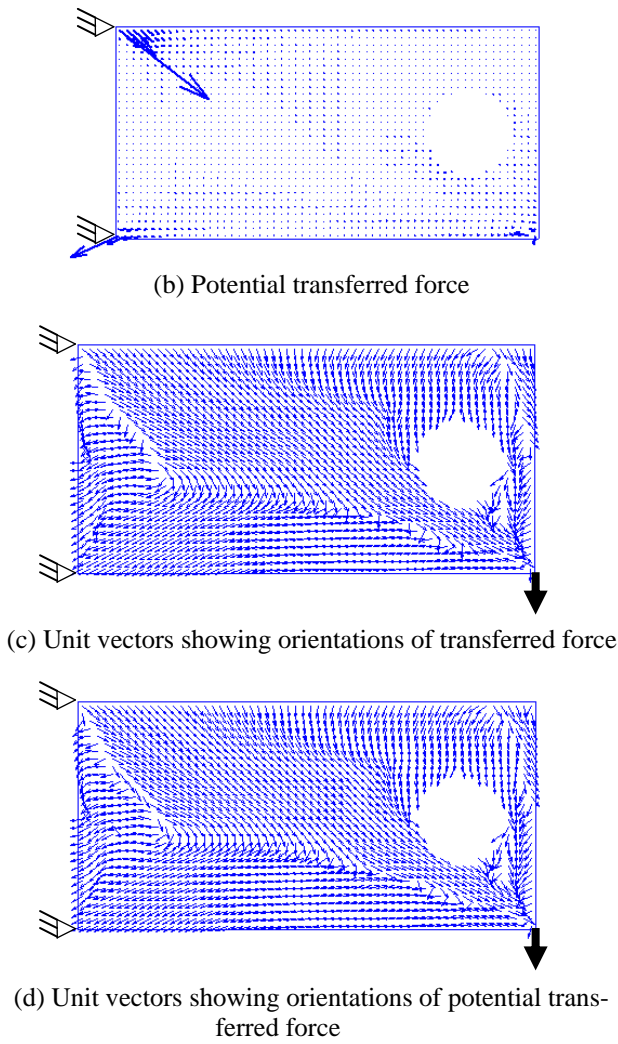 (b) Potential transferred force
(c) Unit vectors showing orientations of transferred force
(d) Unit vectors showing orientations of potential trans-
ferred force